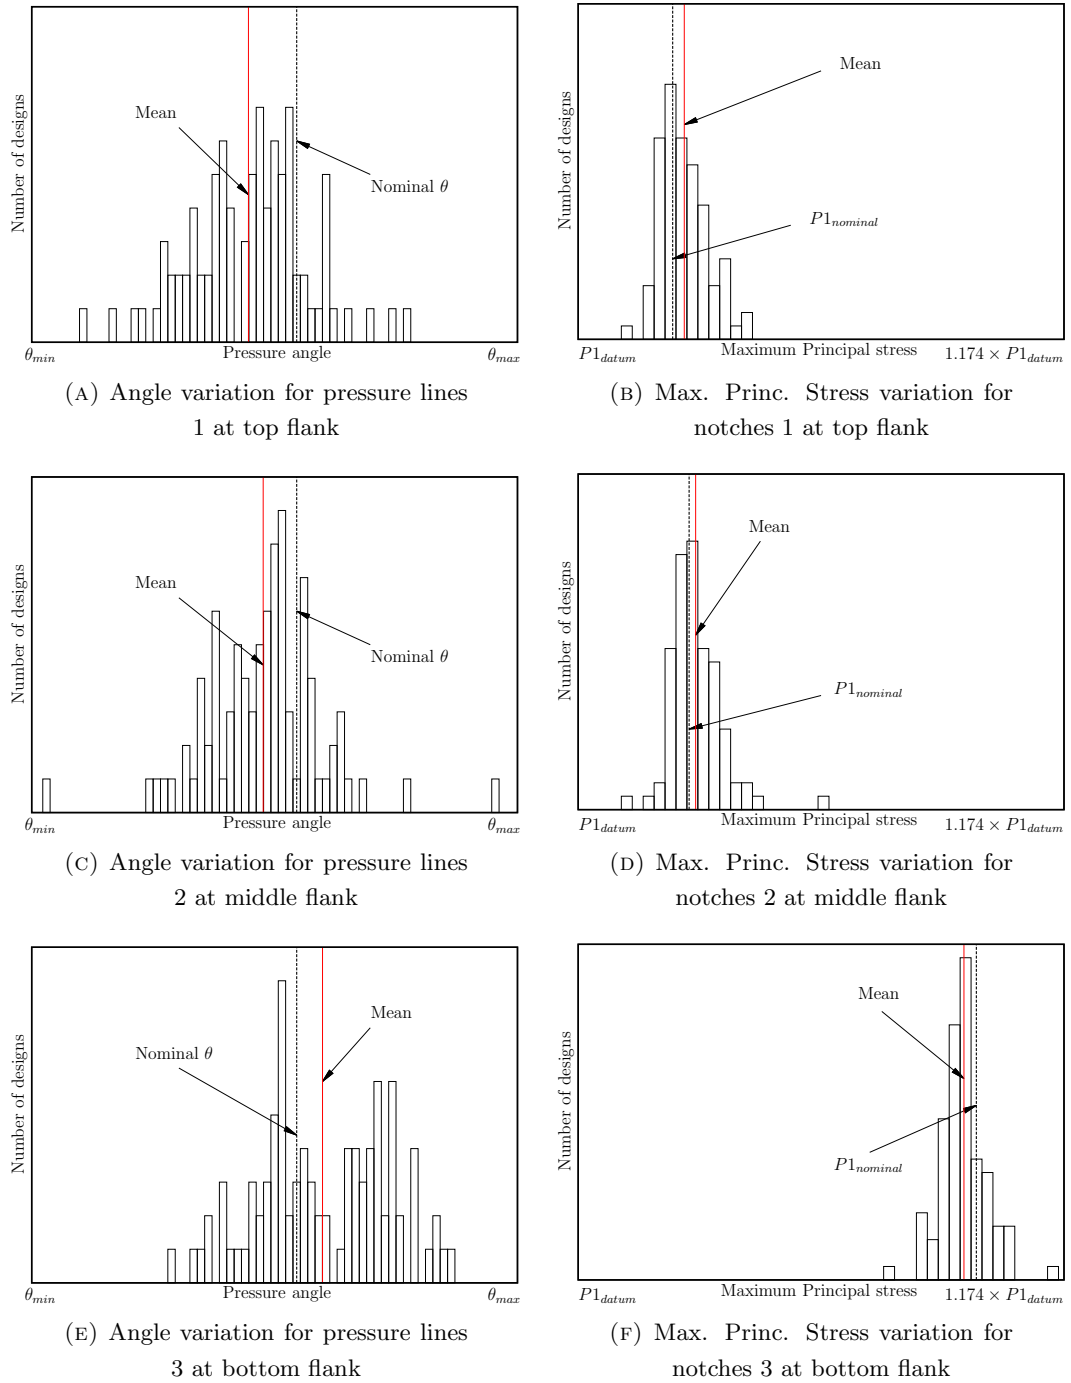 Number of designs
Mean
Nominal θ
θmin
Pressure angle
θmax
(A) Angle variation for pressure lines
1 at top flank
Number of designs
Mean
P1nominal
P1datum
Maximum Principal stress
1.174 × P1datum
(B) Max. Princ. Stress variation for
notches 1 at top flank
Number of designs
Mean
Nominal θ
θmin
Pressure angle
θmax
(C) Angle variation for pressure lines
2 at middle flank
Number of designs
Mean
P1nominal
P1datum
Maximum Principal stress
1.174 × P1datum
(D) Max. Princ. Stress variation for
notches 2 at middle flank
Number of designs
Mean
Nominal θ
θmin
Pressure angle
θmax
(E) Angle variation for pressure lines
3 at bottom flank
Number of designs
Mean
P1nominal
P1datum
Maximum Principal stress
1.174 × P1datum
(F) Max. Princ. Stress variation for
notches 3 at bottom flank